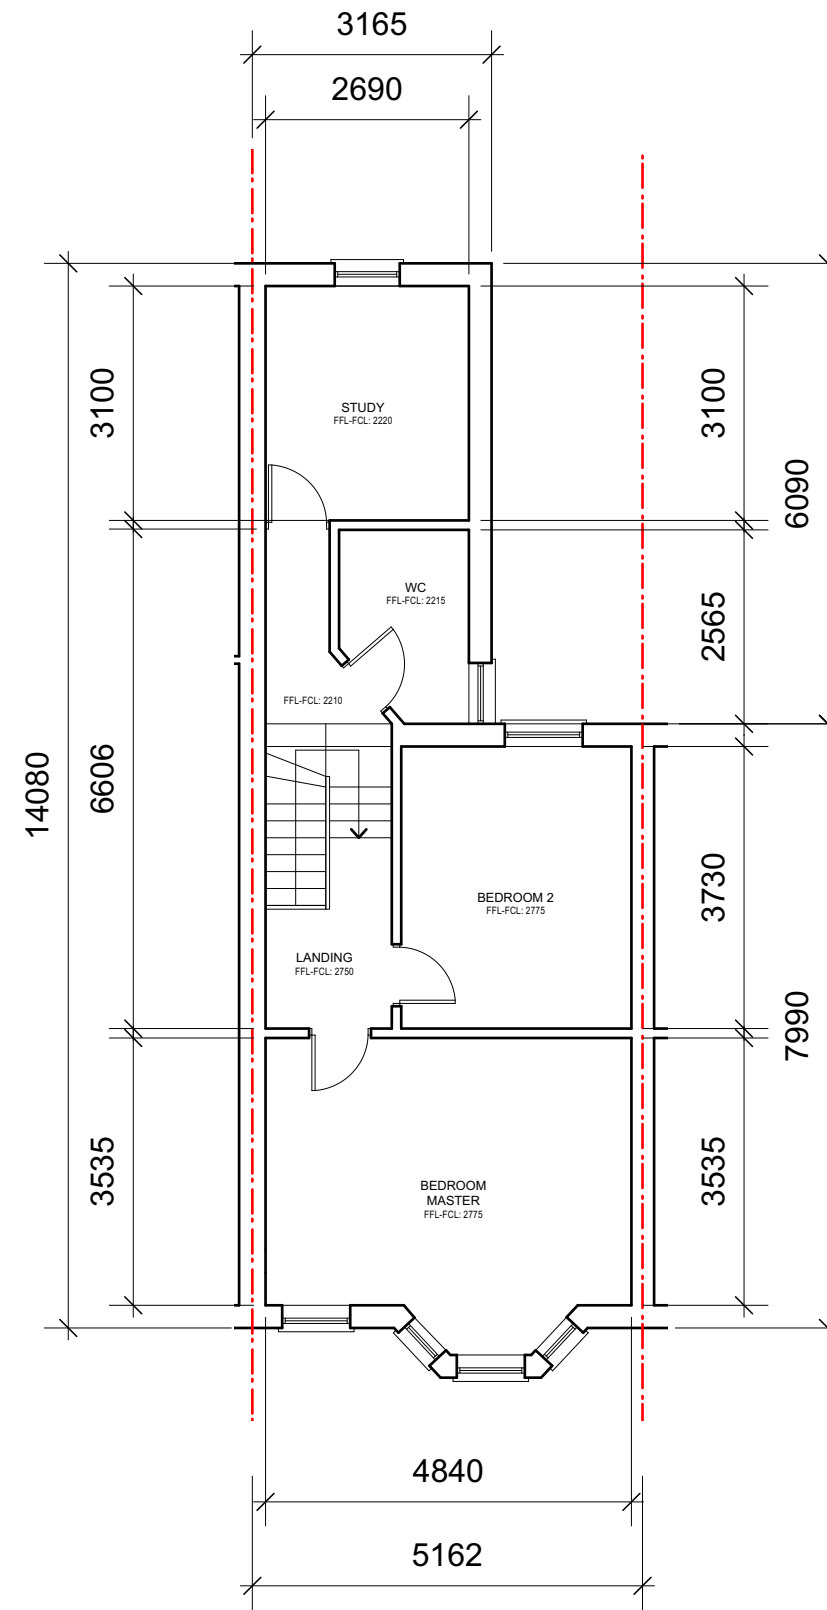 3165
2690
3100
3100
6090
STUDY
FFL-FCL: 2220
WC
FFL-FCL: 2215
2565
FFL-FCL: 2210
14080
6606
3730
BEDROOM 2
FFL-FCL: 2775
LANDING
FFL-FCL: 2750
7990
3535
3535
BEDROOM
MASTER
FFL-FCL: 2775
4840
5162